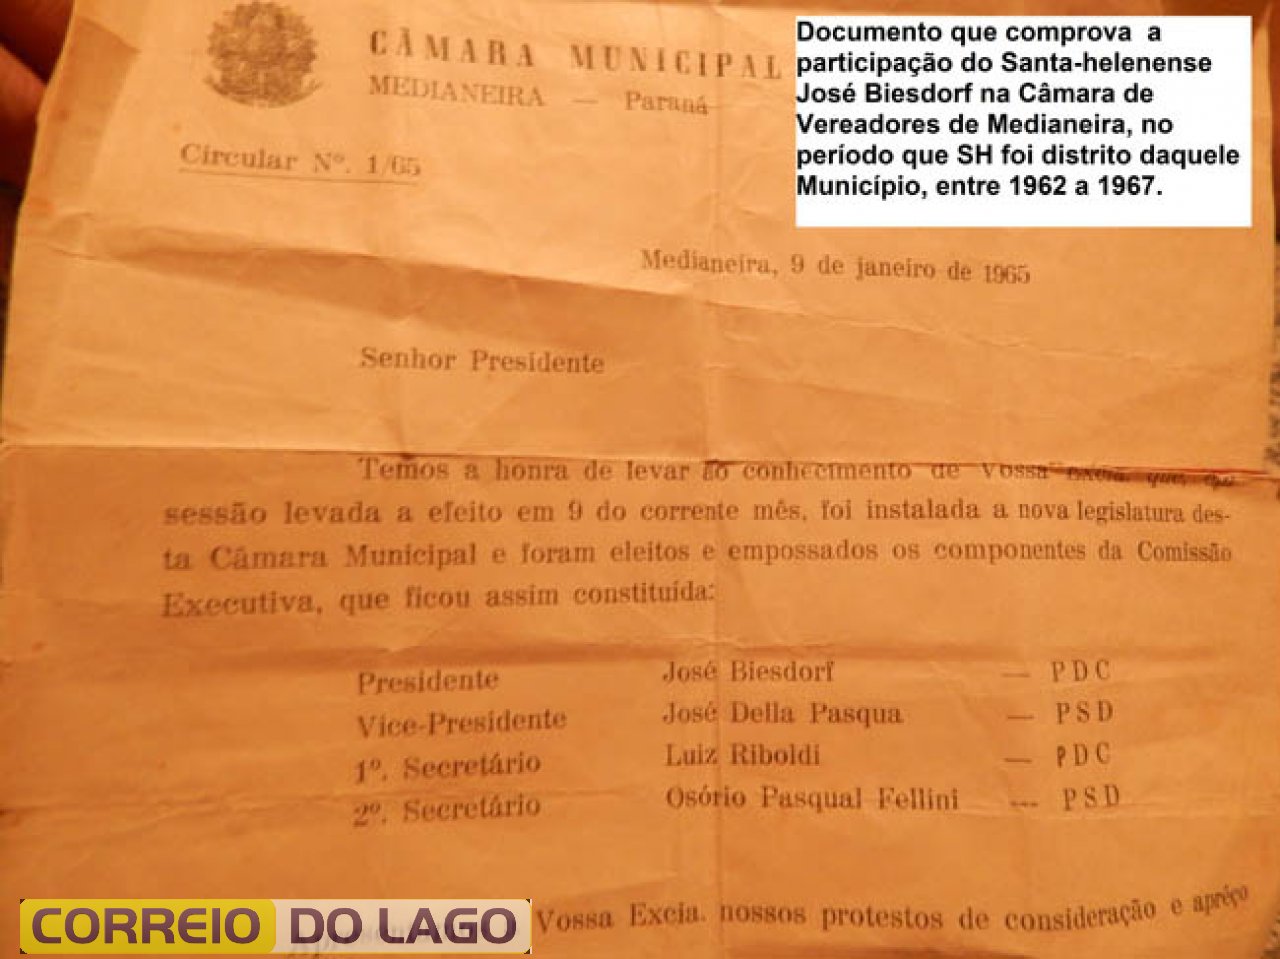 CÂMARA MUNICIPAL
MEDIANEIRA — Paraná
Documento que comprova a
participação do Santa-helenense
José Biesdorf na Câmara de
Vereadores de Medianeira, no
período que SH foi distrito daquele
Município, entre 1962 a 1967.
Circular Nº. 1/65
Medianeira, 9 de janeiro de 1965
Senhor Presidente
Temos a honra de levar ao conhecimento de Vossa Excia. que, em
sessão levada a efeito em 9 do corrente mês, foi instalada a nova legislatura des-
ta Câmara Municipal e foram eleitos e empossados os componentes da Comissão
Executiva, que ficou assim constituída:
Presidente José Biesdorf — PDC
Vice-Presidente José Della Pasqua — PSD
1º. Secretário Luiz Riboldi — PDC
2º. Secretário Osório Pasqual Fellini — PSD
Vossa Excia. nossos protestos de consideração e aprêço
CORREIO DO LAGO